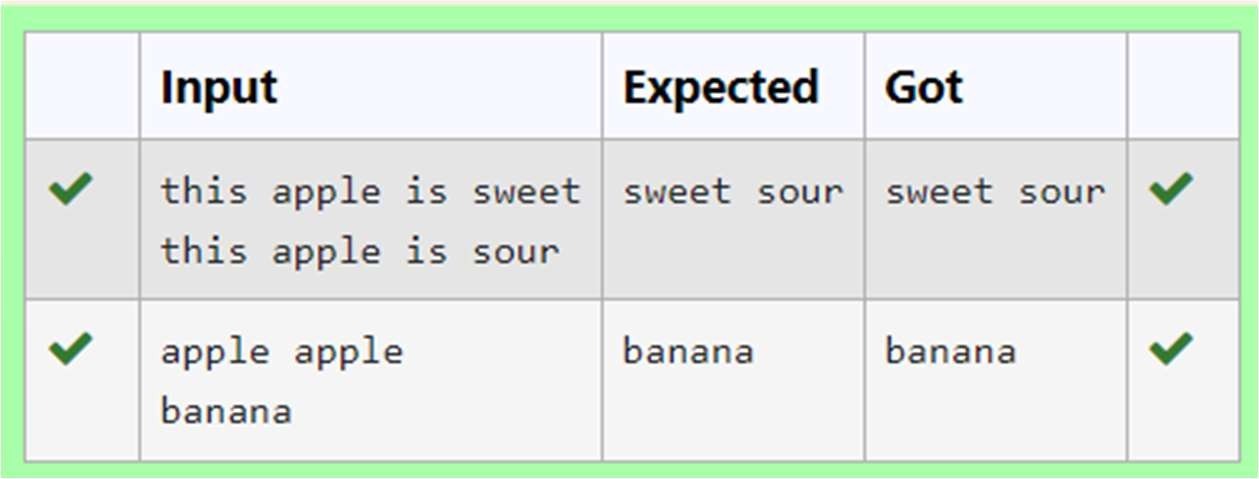 Input Expected Got
this apple is sweet sweet sour sweet sour
this apple is sour
apple apple banana banana
banana